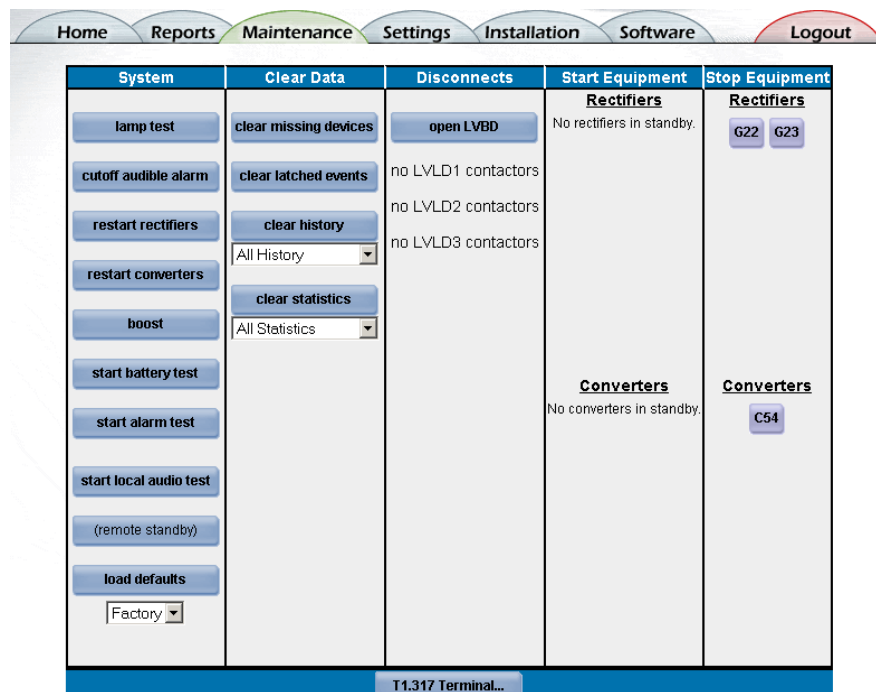 Home Reports Maintenance Settings Installation Software Logout
System Clear Data Disconnects Start Equipment Stop Equipment
lamp test
cutoff audible alarm
restart rectifiers
restart converters
boost
start battery test
start alarm test
start local audio test
(remote standby)
load defaults
Factory
clear missing devices
clear latched events
clear history
All History
clear statistics
All Statistics
open LVBD
no LVLD1 contactors
no LVLD2 contactors
no LVLD3 contactors
Rectifiers
No rectifiers in standby.
Converters
No converters in standby.
Rectifiers
G22 G23
Converters
C54
T1.317 Terminal...